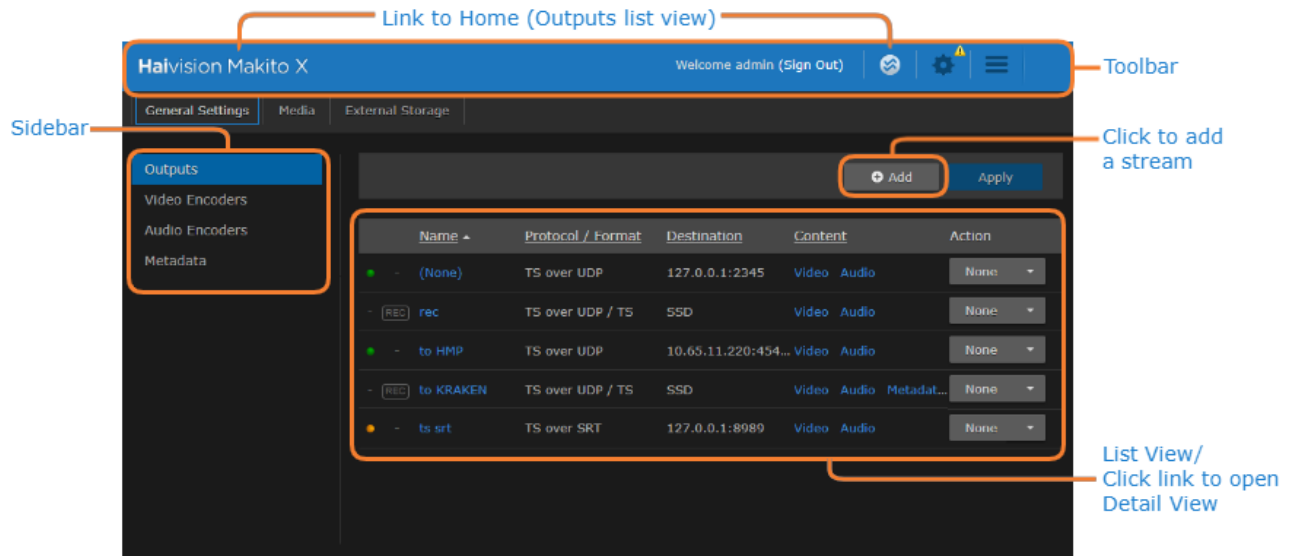 Link to Home (Outputs list view)
Haivision Makito X
Welcome admin (Sign Out)
Toolbar
General Settings Media External Storage
Sidebar
Click to add
a stream
Outputs
Video Encoders
Audio Encoders
Metadata
Add Apply
Name Protocol / Format Destination Content Action
- (None) TS over UDP 127.0.0.1:2345 Video Audio None
- REC rec TS over UDP / TS SSD Video Audio None
- to HMP TS over UDP 10.65.11.220:454... Video Audio None
- REC to KRAKEN TS over UDP / TS SSD Video Audio Metadat... None
- ts srt TS over SRT 127.0.0.1:8989 Video Audio None
List View/
Click link to open
Detail View